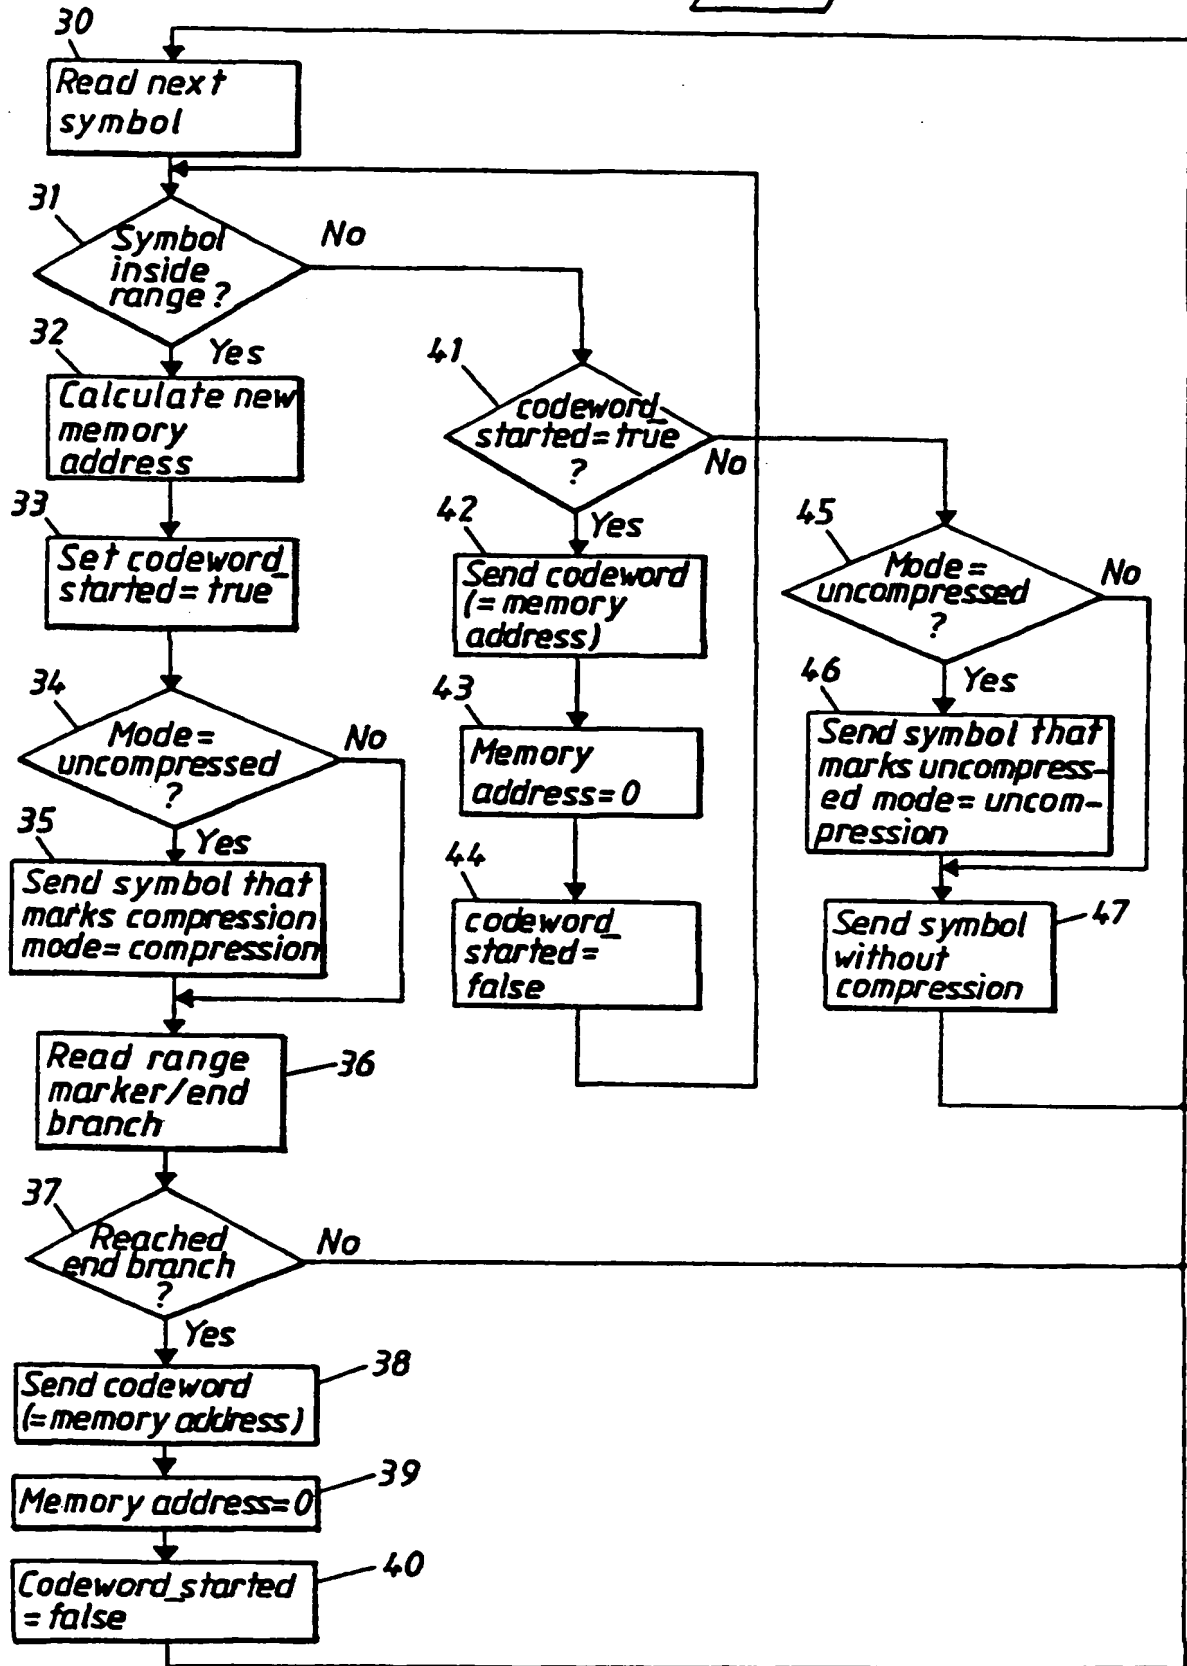 30
Read next
symbol
31
Symbol
inside
range?
No
Yes
32
Calculate new
memory
address
33
Set codeword_
started=true
34
Mode=
uncompressed
?
No
Yes
35
Send symbol that
marks compression
mode=compression
Read range
marker/end
branch
36
37
Reached
end branch
?
No
Yes
Send codeword
(=memory address)
38
Memory address=0
39
Codeword_started
=false
40
41
codeword_
started=true
?
No
Yes
42
Send codeword
(=memory
address)
43
Memory
address=0
44
codeword_
started=
false
45
Mode=
uncompressed
?
No
Yes
46
Send symbol that
marks uncompress-
ed mode=uncom-
pression
Send symbol
without
compression
47